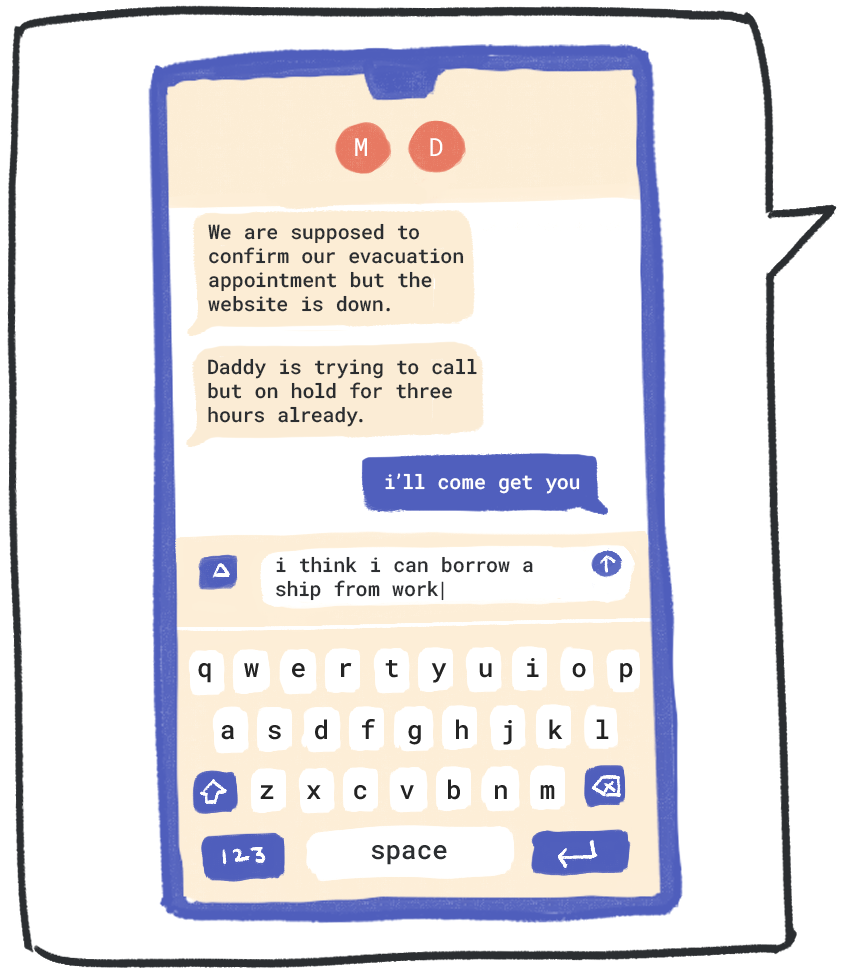 M D
We are supposed to
confirm our evacuation
appointment but the
website is down.
Daddy is trying to call
but on hold for three
hours already.
i'll come get you
i think i can borrow a
ship from work|
q w e r t y u i o p
a s d f g h j k l
z x c v b n m
123 space